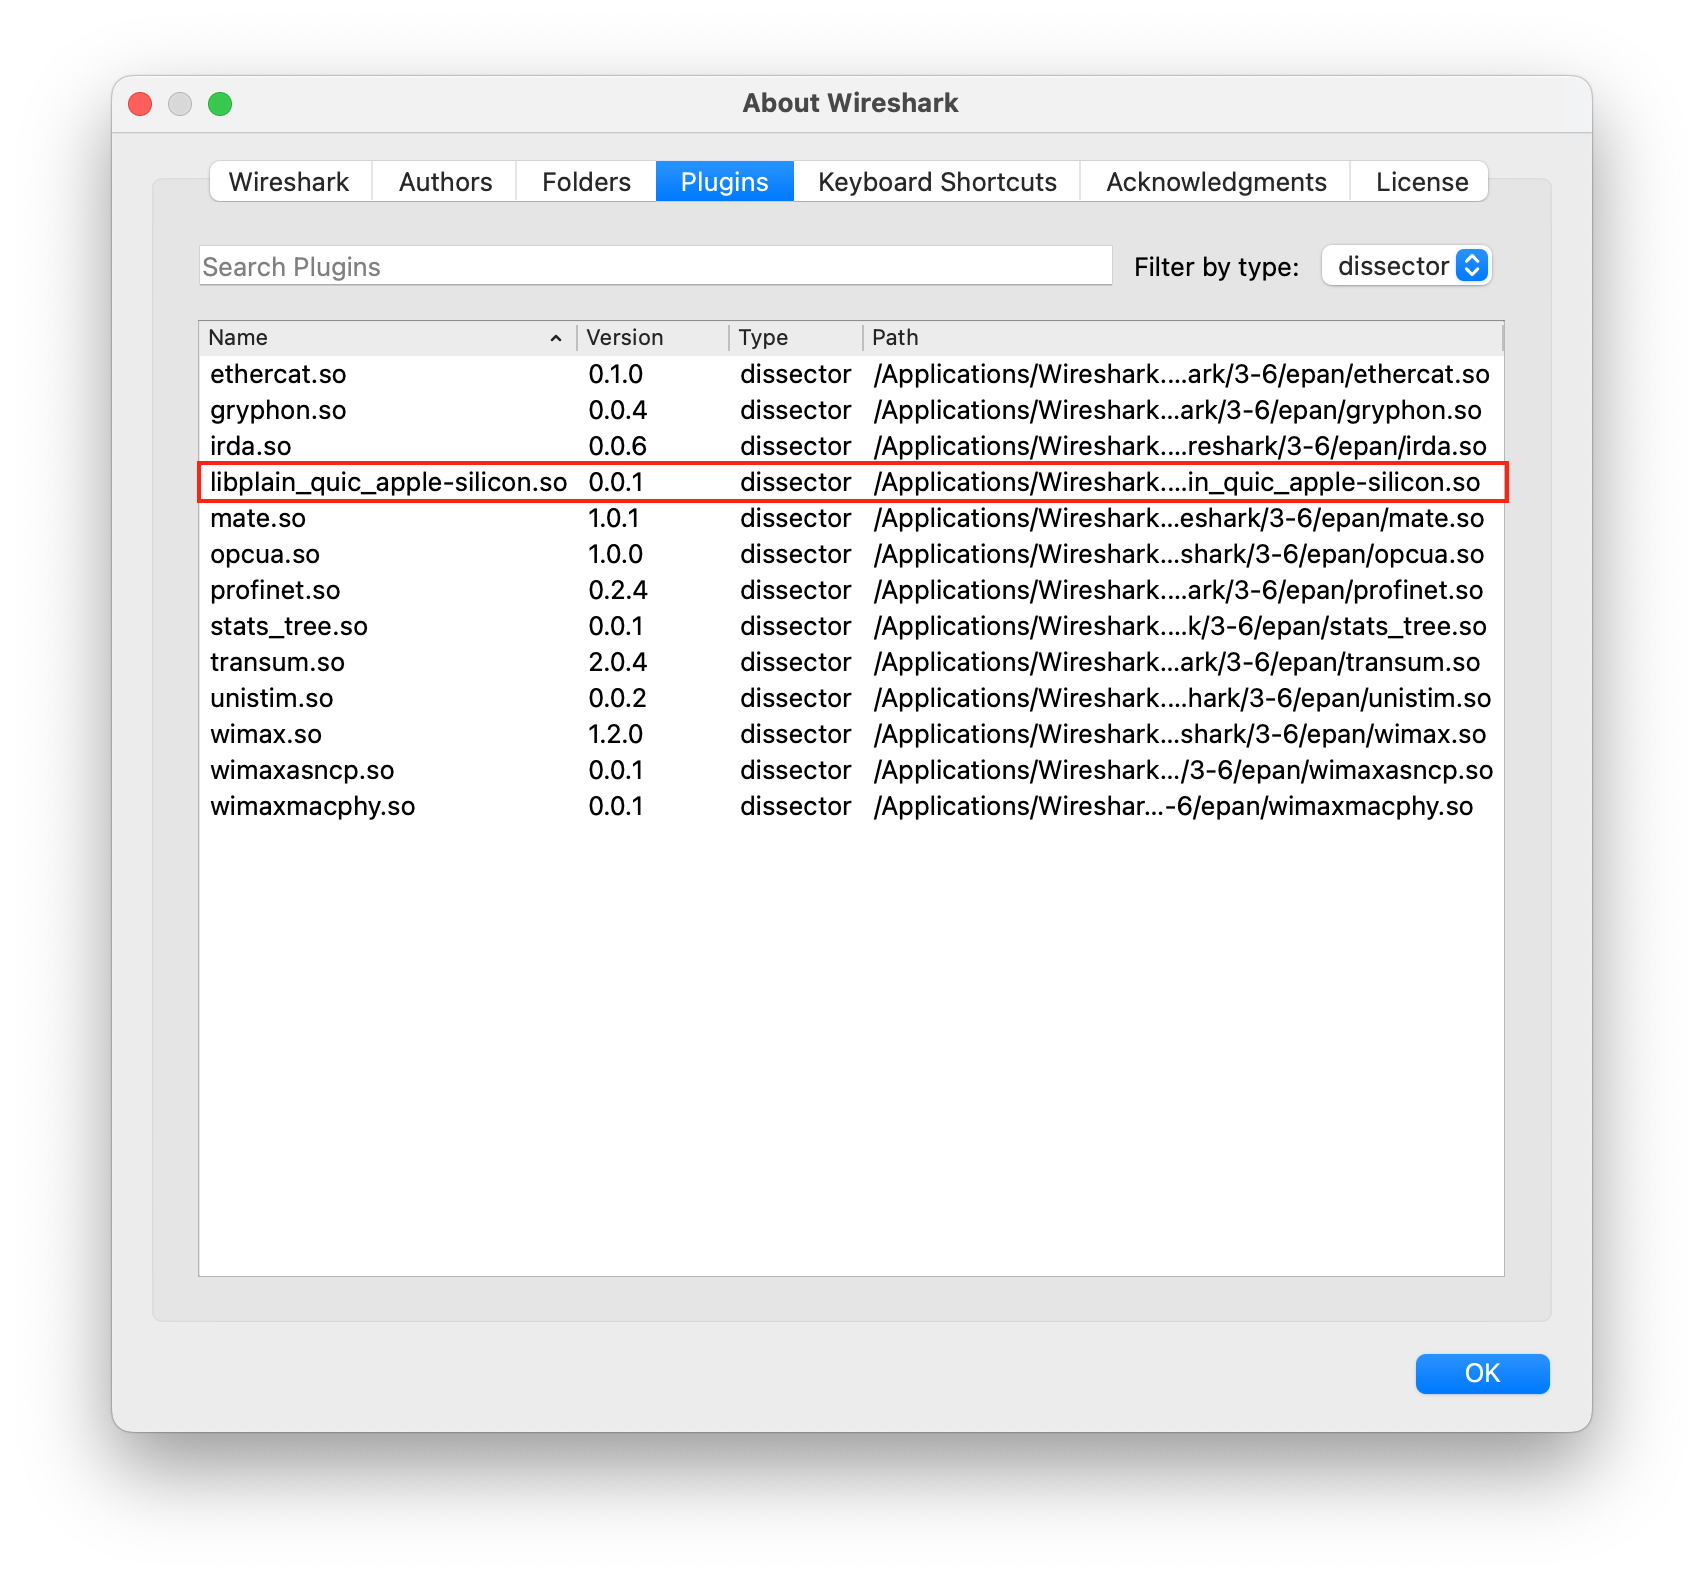 About Wireshark
Wireshark Authors Folders Plugins Keyboard Shortcuts Acknowledgments License
Search Plugins Filter by type: dissector
Name Version Type Path
ethercat.so 0.1.0 dissector /Applications/Wireshark....ark/3-6/epan/ethercat.so
gryphon.so 0.0.4 dissector /Applications/Wireshark...ark/3-6/epan/gryphon.so
irda.so 0.0.6 dissector /Applications/Wireshark....reshark/3-6/epan/irda.so
libplain_quic_apple-silicon.so 0.0.1 dissector /Applications/Wireshark....in_quic_apple-silicon.so
mate.so 1.0.1 dissector /Applications/Wireshark...eshark/3-6/epan/mate.so
opcua.so 1.0.0 dissector /Applications/Wireshark...shark/3-6/epan/opcua.so
profinet.so 0.2.4 dissector /Applications/Wireshark....ark/3-6/epan/profinet.so
stats_tree.so 0.0.1 dissector /Applications/Wireshark....k/3-6/epan/stats_tree.so
transum.so 2.0.4 dissector /Applications/Wireshark...ark/3-6/epan/transum.so
unistim.so 0.0.2 dissector /Applications/Wireshark....hark/3-6/epan/unistim.so
wimax.so 1.2.0 dissector /Applications/Wireshark...shark/3-6/epan/wimax.so
wimaxasncp.so 0.0.1 dissector /Applications/Wireshark.../3-6/epan/wimaxasncp.so
wimaxmacphy.so 0.0.1 dissector /Applications/Wireshar...-6/epan/wimaxmacphy.so
OK